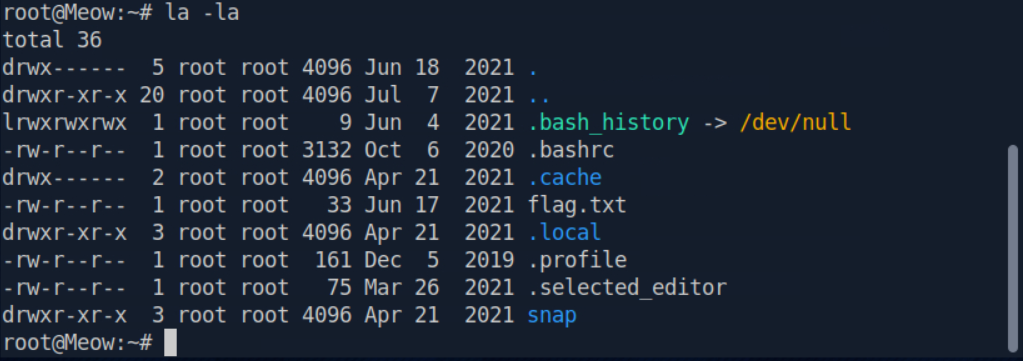 root@Meow:~# la -la
total 36
drwx------  5 root root 4096 Jun 18  2021 .
drwxr-xr-x 20 root root 4096 Jul  7  2021 ..
lrwxrwxrwx  1 root root    9 Jun  4  2021 .bash_history -> /dev/null
-rw-r--r--  1 root root 3132 Oct  6  2020 .bashrc
drwx------  2 root root 4096 Apr 21  2021 .cache
-rw-r--r--  1 root root   33 Jun 17  2021 flag.txt
drwxr-xr-x  3 root root 4096 Apr 21  2021 .local
-rw-r--r--  1 root root  161 Dec  5  2019 .profile
-rw-r--r--  1 root root   75 Mar 26  2021 .selected_editor
drwxr-xr-x  3 root root 4096 Apr 21  2021 snap
root@Meow:~#